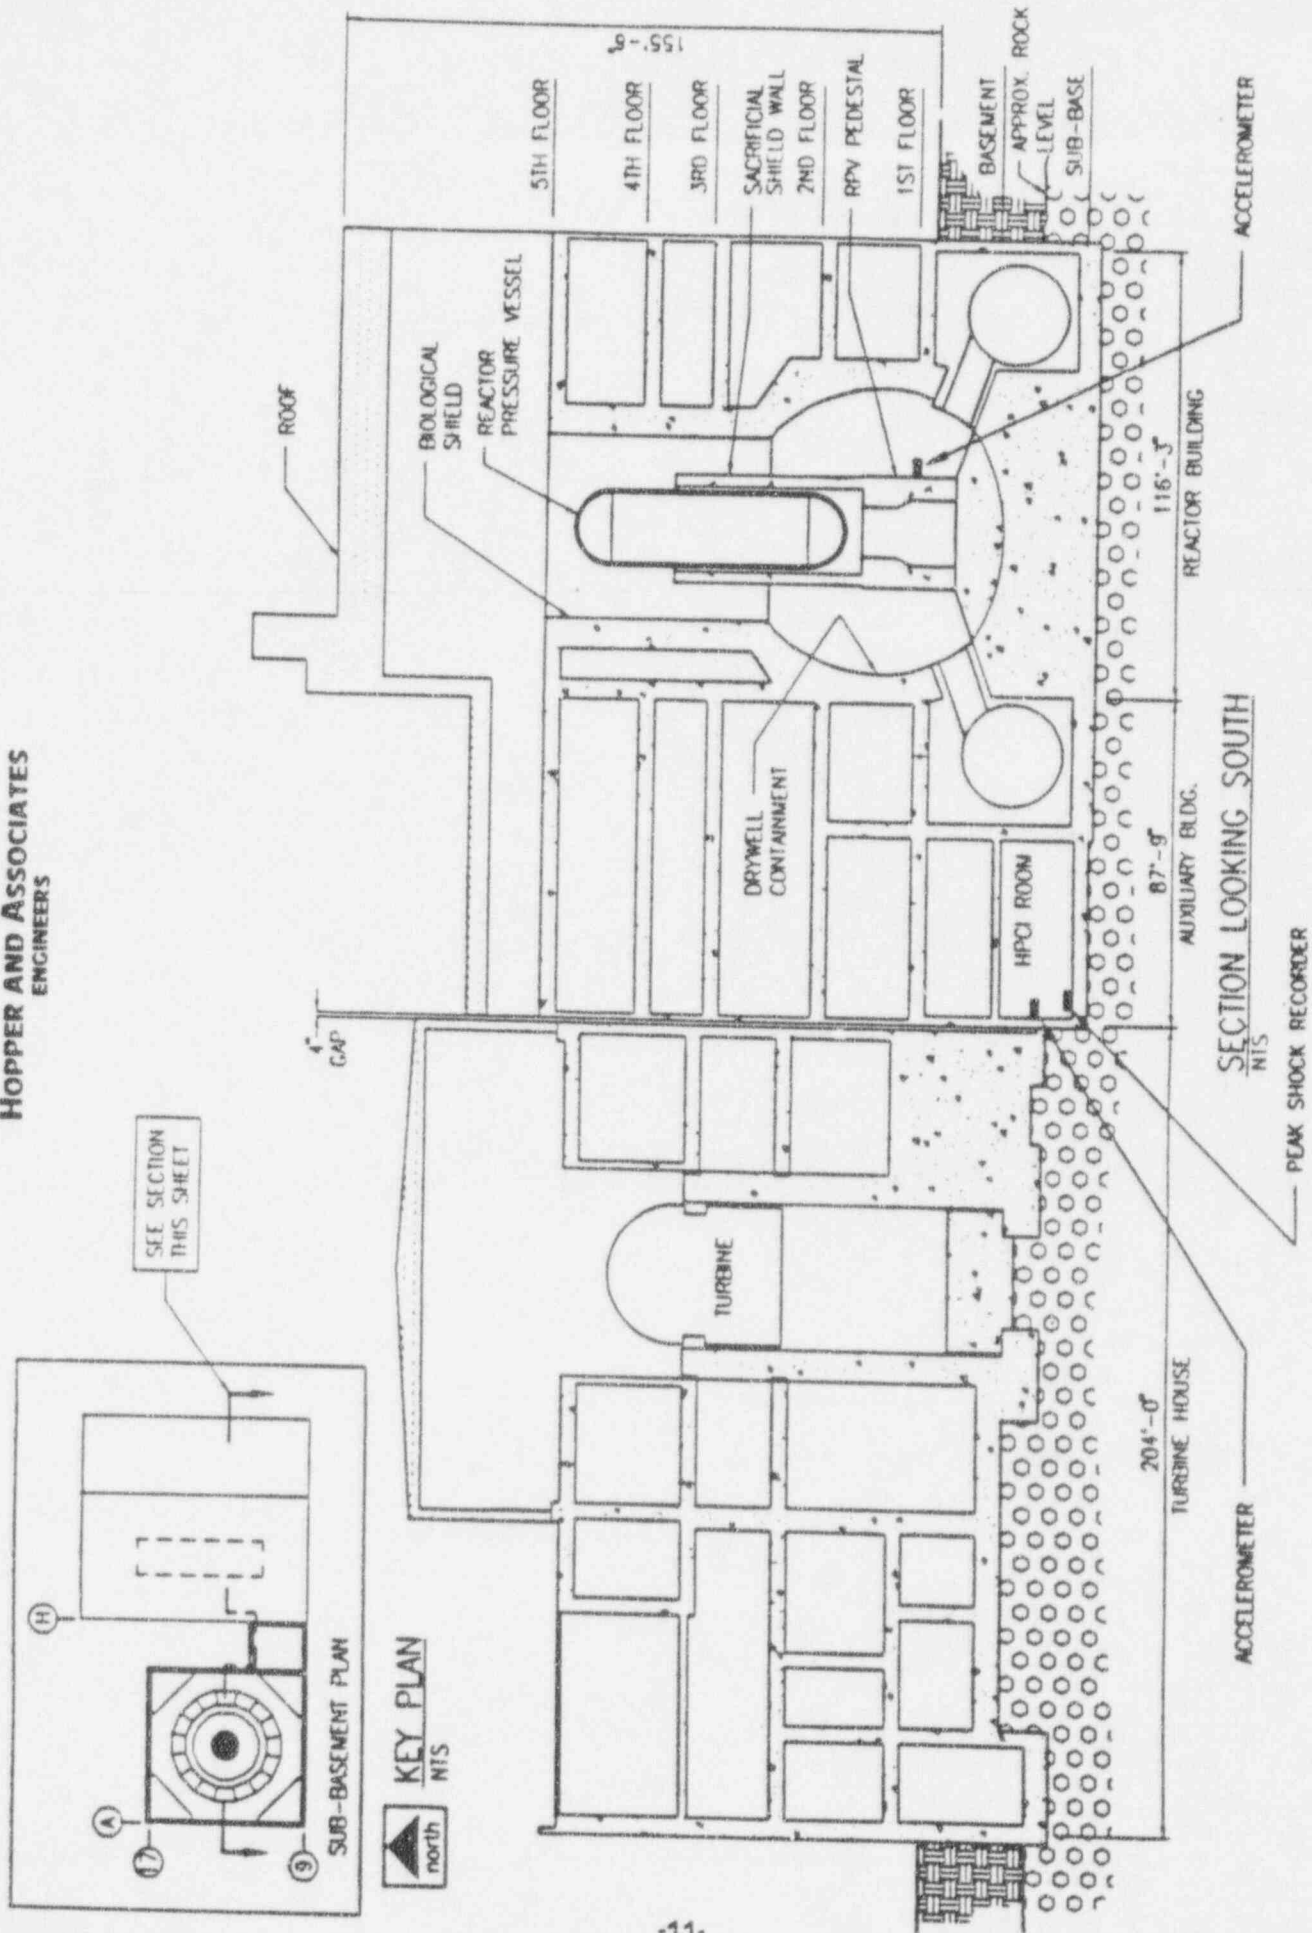 HOPPER AND ASSOCIATES
ENGINEERS
SEE SECTION
THIS SHEET
H
A
17
9
SUB-BASEMENT PLAN
KEY PLAN
NTS
north
4"
GAP
ROOF
BIOLOGICAL
SHIELD
REACTOR
PRESSURE VESSEL
155'-8"
5TH FLOOR
4TH FLOOR
3RD FLOOR
SACRIFICIAL
SHIELD WALL
2ND FLOOR
RPV PEDESTAL
1ST FLOOR
BASEMENT
APPROX. ROCK
LEVEL
SUB-BASE
TURBINE
DRYWELL
CONTAINMENT
HPCI ROOM
204'-0"
TURBINE HOUSE
87'-9"
AUXILIARY BLDG.
116'-3"
REACTOR BUILDING
ACCELEROMETER
ACCELEROMETER
PEAK SHOCK RECORDER
SECTION LOOKING SOUTH
NTS
-11-